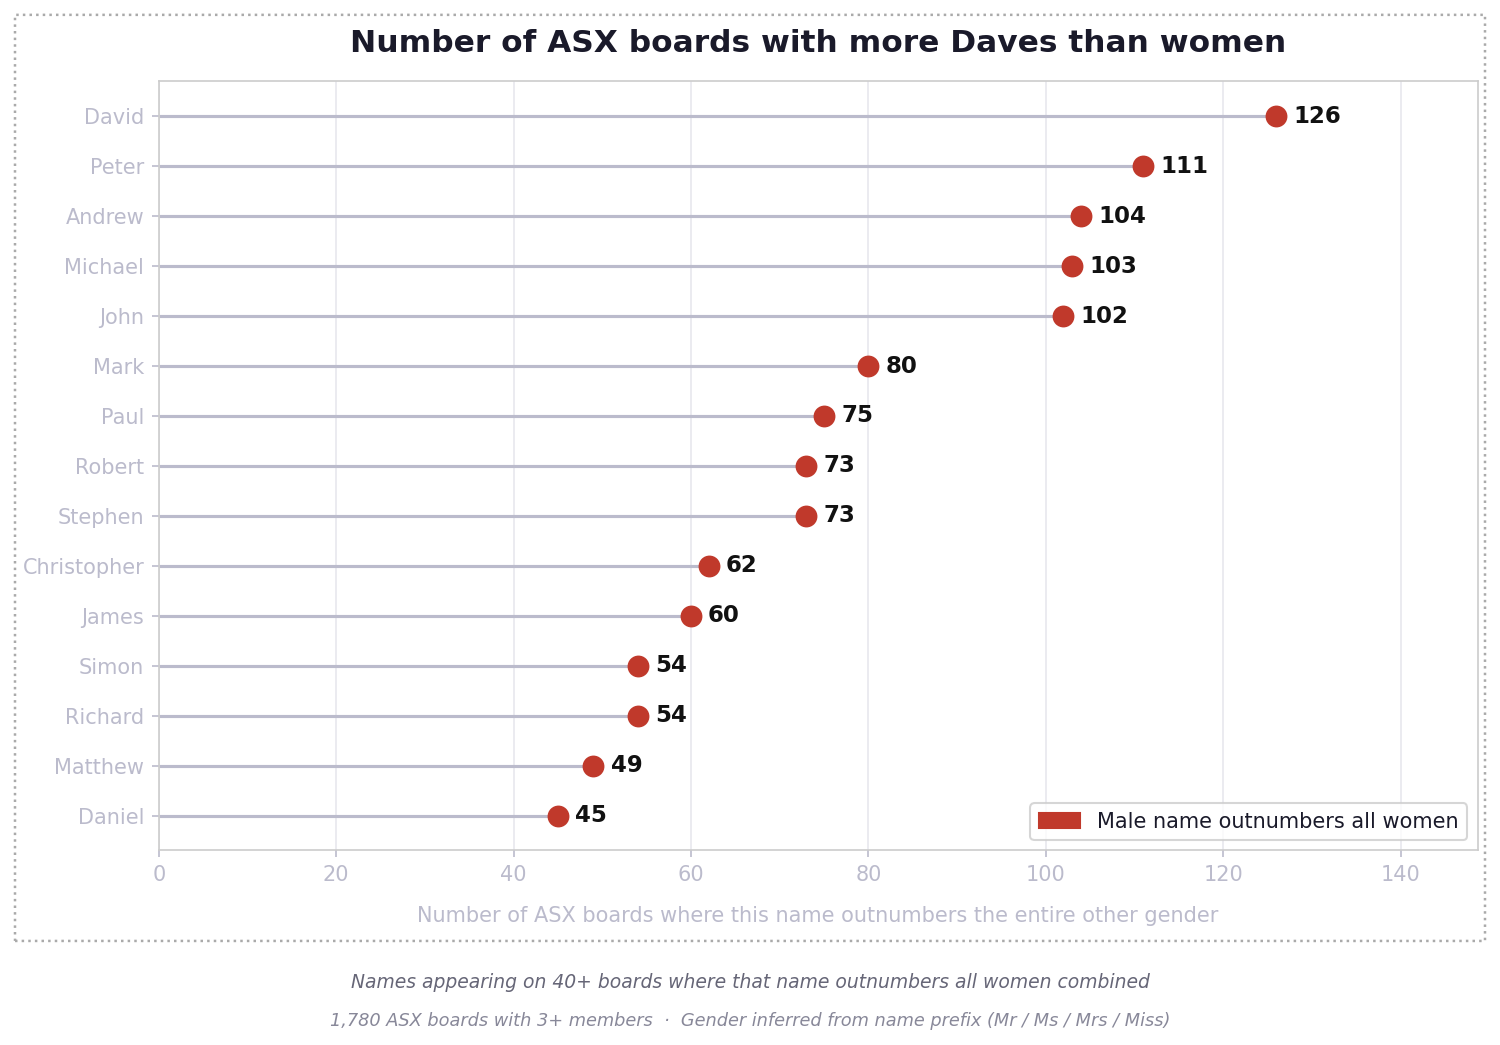 Number of ASX boards with more Daves than women
David 126
Peter 111
Andrew 104
Michael 103
John 102
Mark 80
Paul 75
Robert 73
Stephen 73
Christopher 62
James 60
Simon 54
Richard 54
Matthew 49
Daniel 45
Male name outnumbers all women
0 20 40 60 80 100 120 140
Number of ASX boards where this name outnumbers the entire other gender
Names appearing on 40+ boards where that name outnumbers all women combined
1,780 ASX boards with 3+ members · Gender inferred from name prefix (Mr / Ms / Mrs / Miss)